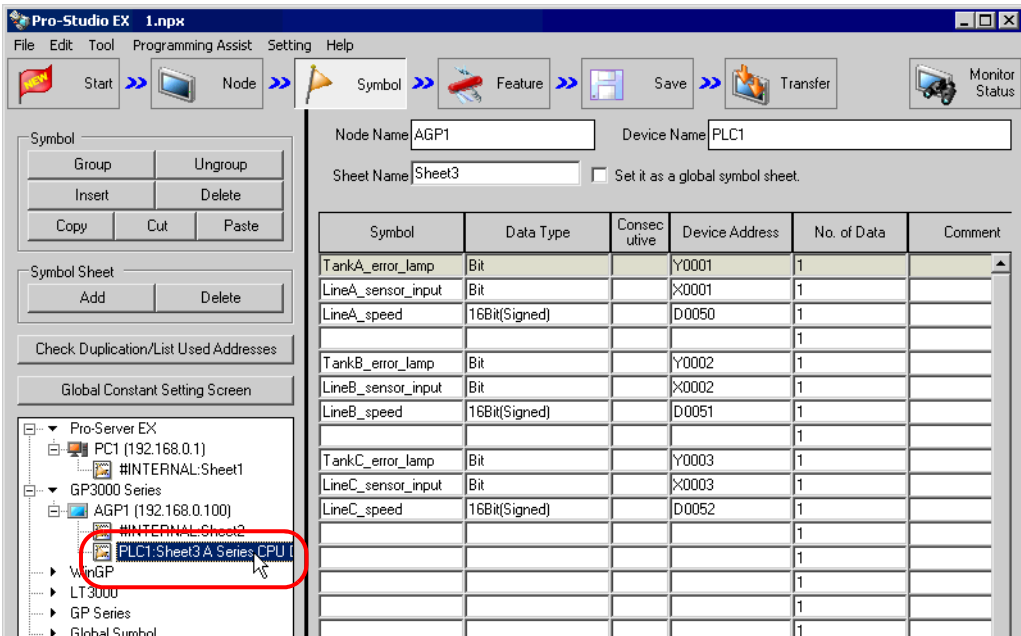 Pro-Studio EX 1.npx
File Edit Tool Programming Assist Setting Help
NEW Start Node Symbol Feature Save Transfer Monitor Status
Symbol
Group Ungroup
Insert Delete
Copy Cut Paste
Symbol Sheet
Add Delete
Check Duplication/List Used Addresses
Global Constant Setting Screen
Pro-Server EX
PC1 (192.168.0.1)
#INTERNAL:Sheet1
GP3000 Series
AGP1 (192.168.0.100)
#INTERNAL:Sheet2
PLC1:Sheet3 A Series CPU
WinGP
LT3000
GP Series
Global Symbol
Node Name AGP1 Device Name PLC1
Sheet Name Sheet3 Set it as a global symbol sheet.
Symbol Data Type Consecutive Device Address No. of Data Comment
TankA_error_lamp Bit Y0001 1
LineA_sensor_input Bit X0001 1
LineA_speed 16Bit(Signed) D0050 1
1
TankB_error_lamp Bit Y0002 1
LineB_sensor_input Bit X0002 1
LineB_speed 16Bit(Signed) D0051 1
1
TankC_error_lamp Bit Y0003 1
LineC_sensor_input Bit X0003 1
LineC_speed 16Bit(Signed) D0052 1
1
1
1
1
1